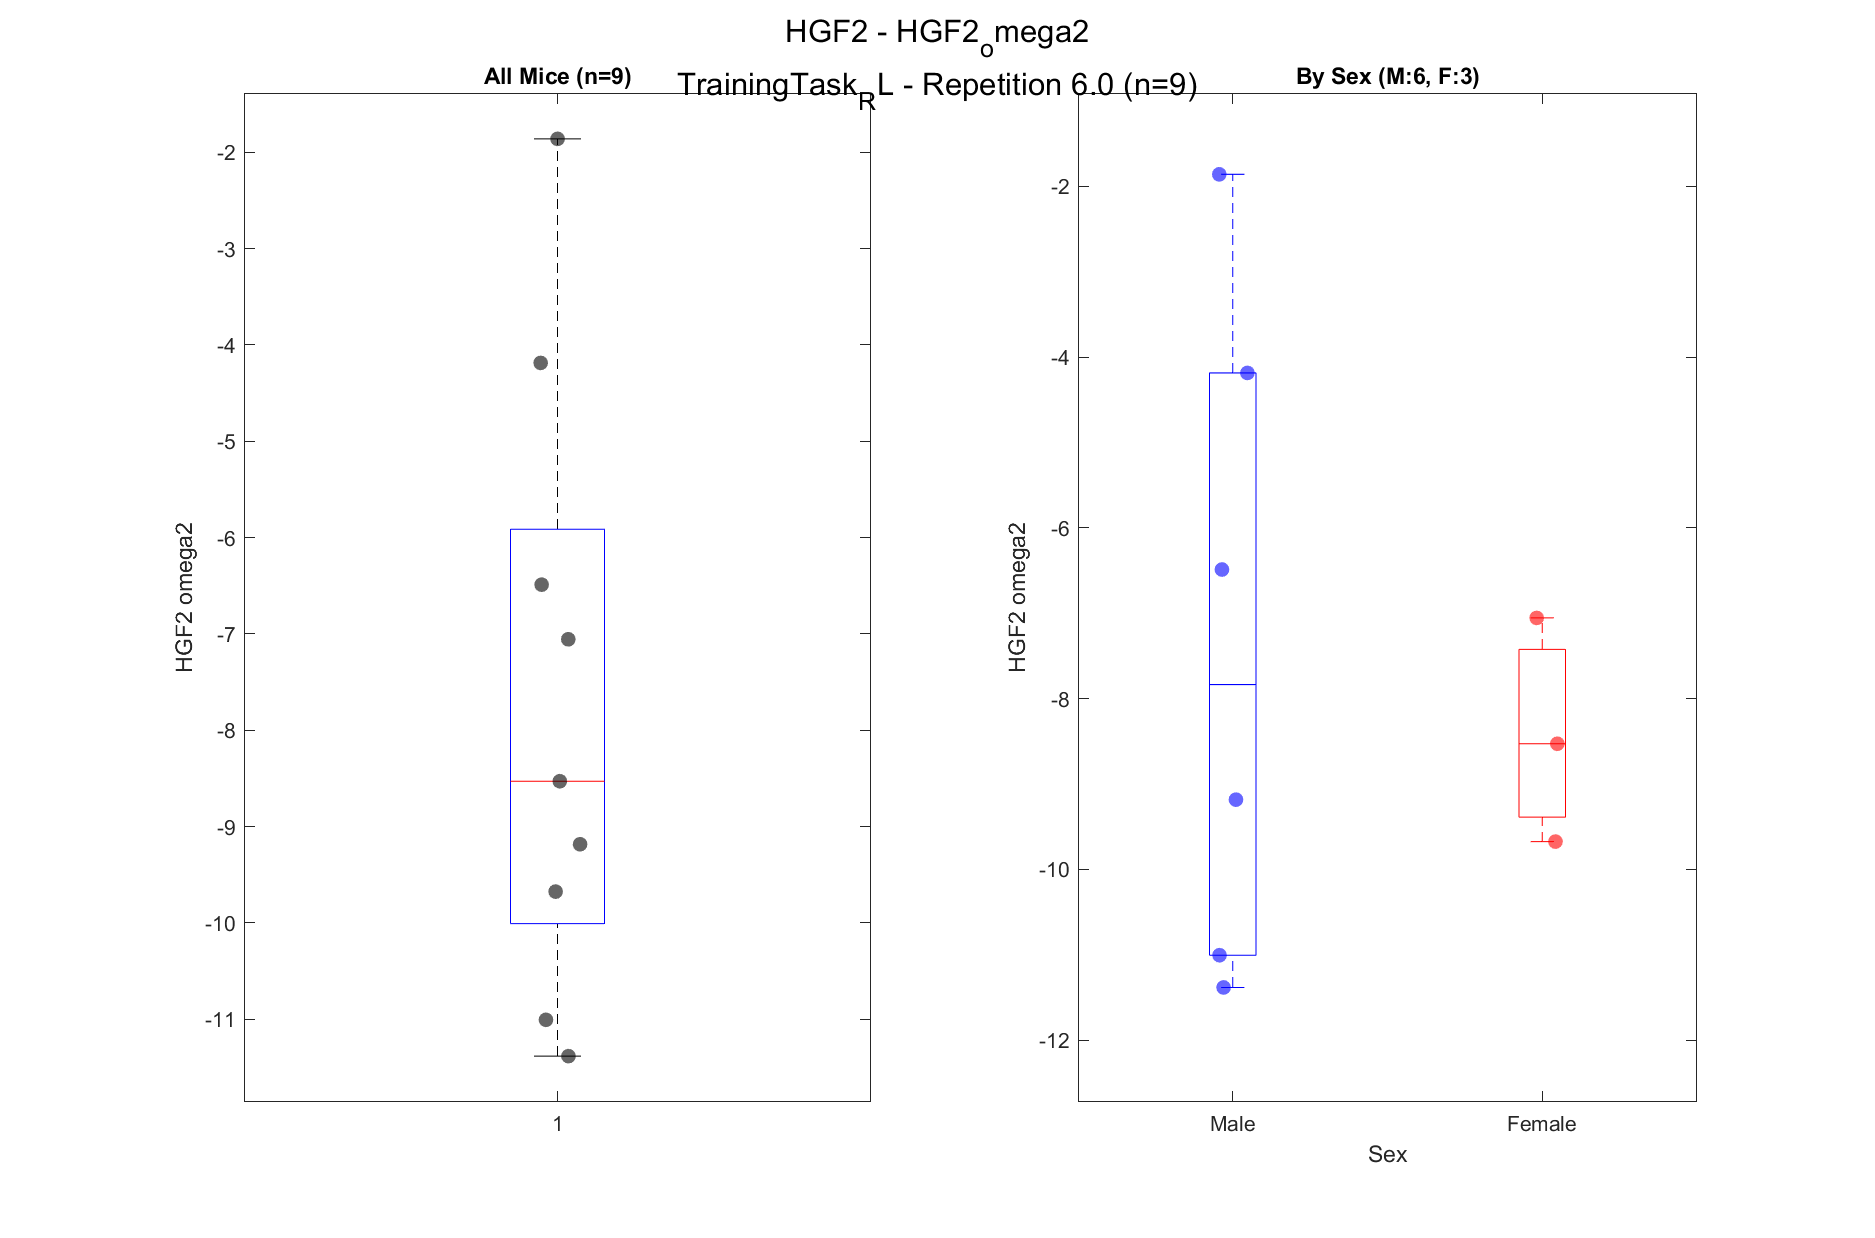 HGF2 - HGF2omega2
TrainingTaskRL - Repetition 6.0 (n=9)
All Mice (n=9)
HGF2 omega2
-2
-3
-4
-5
-6
-7
-8
-9
-10
-11
1
By Sex (M:6, F:3)
HGF2 omega2
-2
-4
-6
-8
-10
-12
Male
Female
Sex